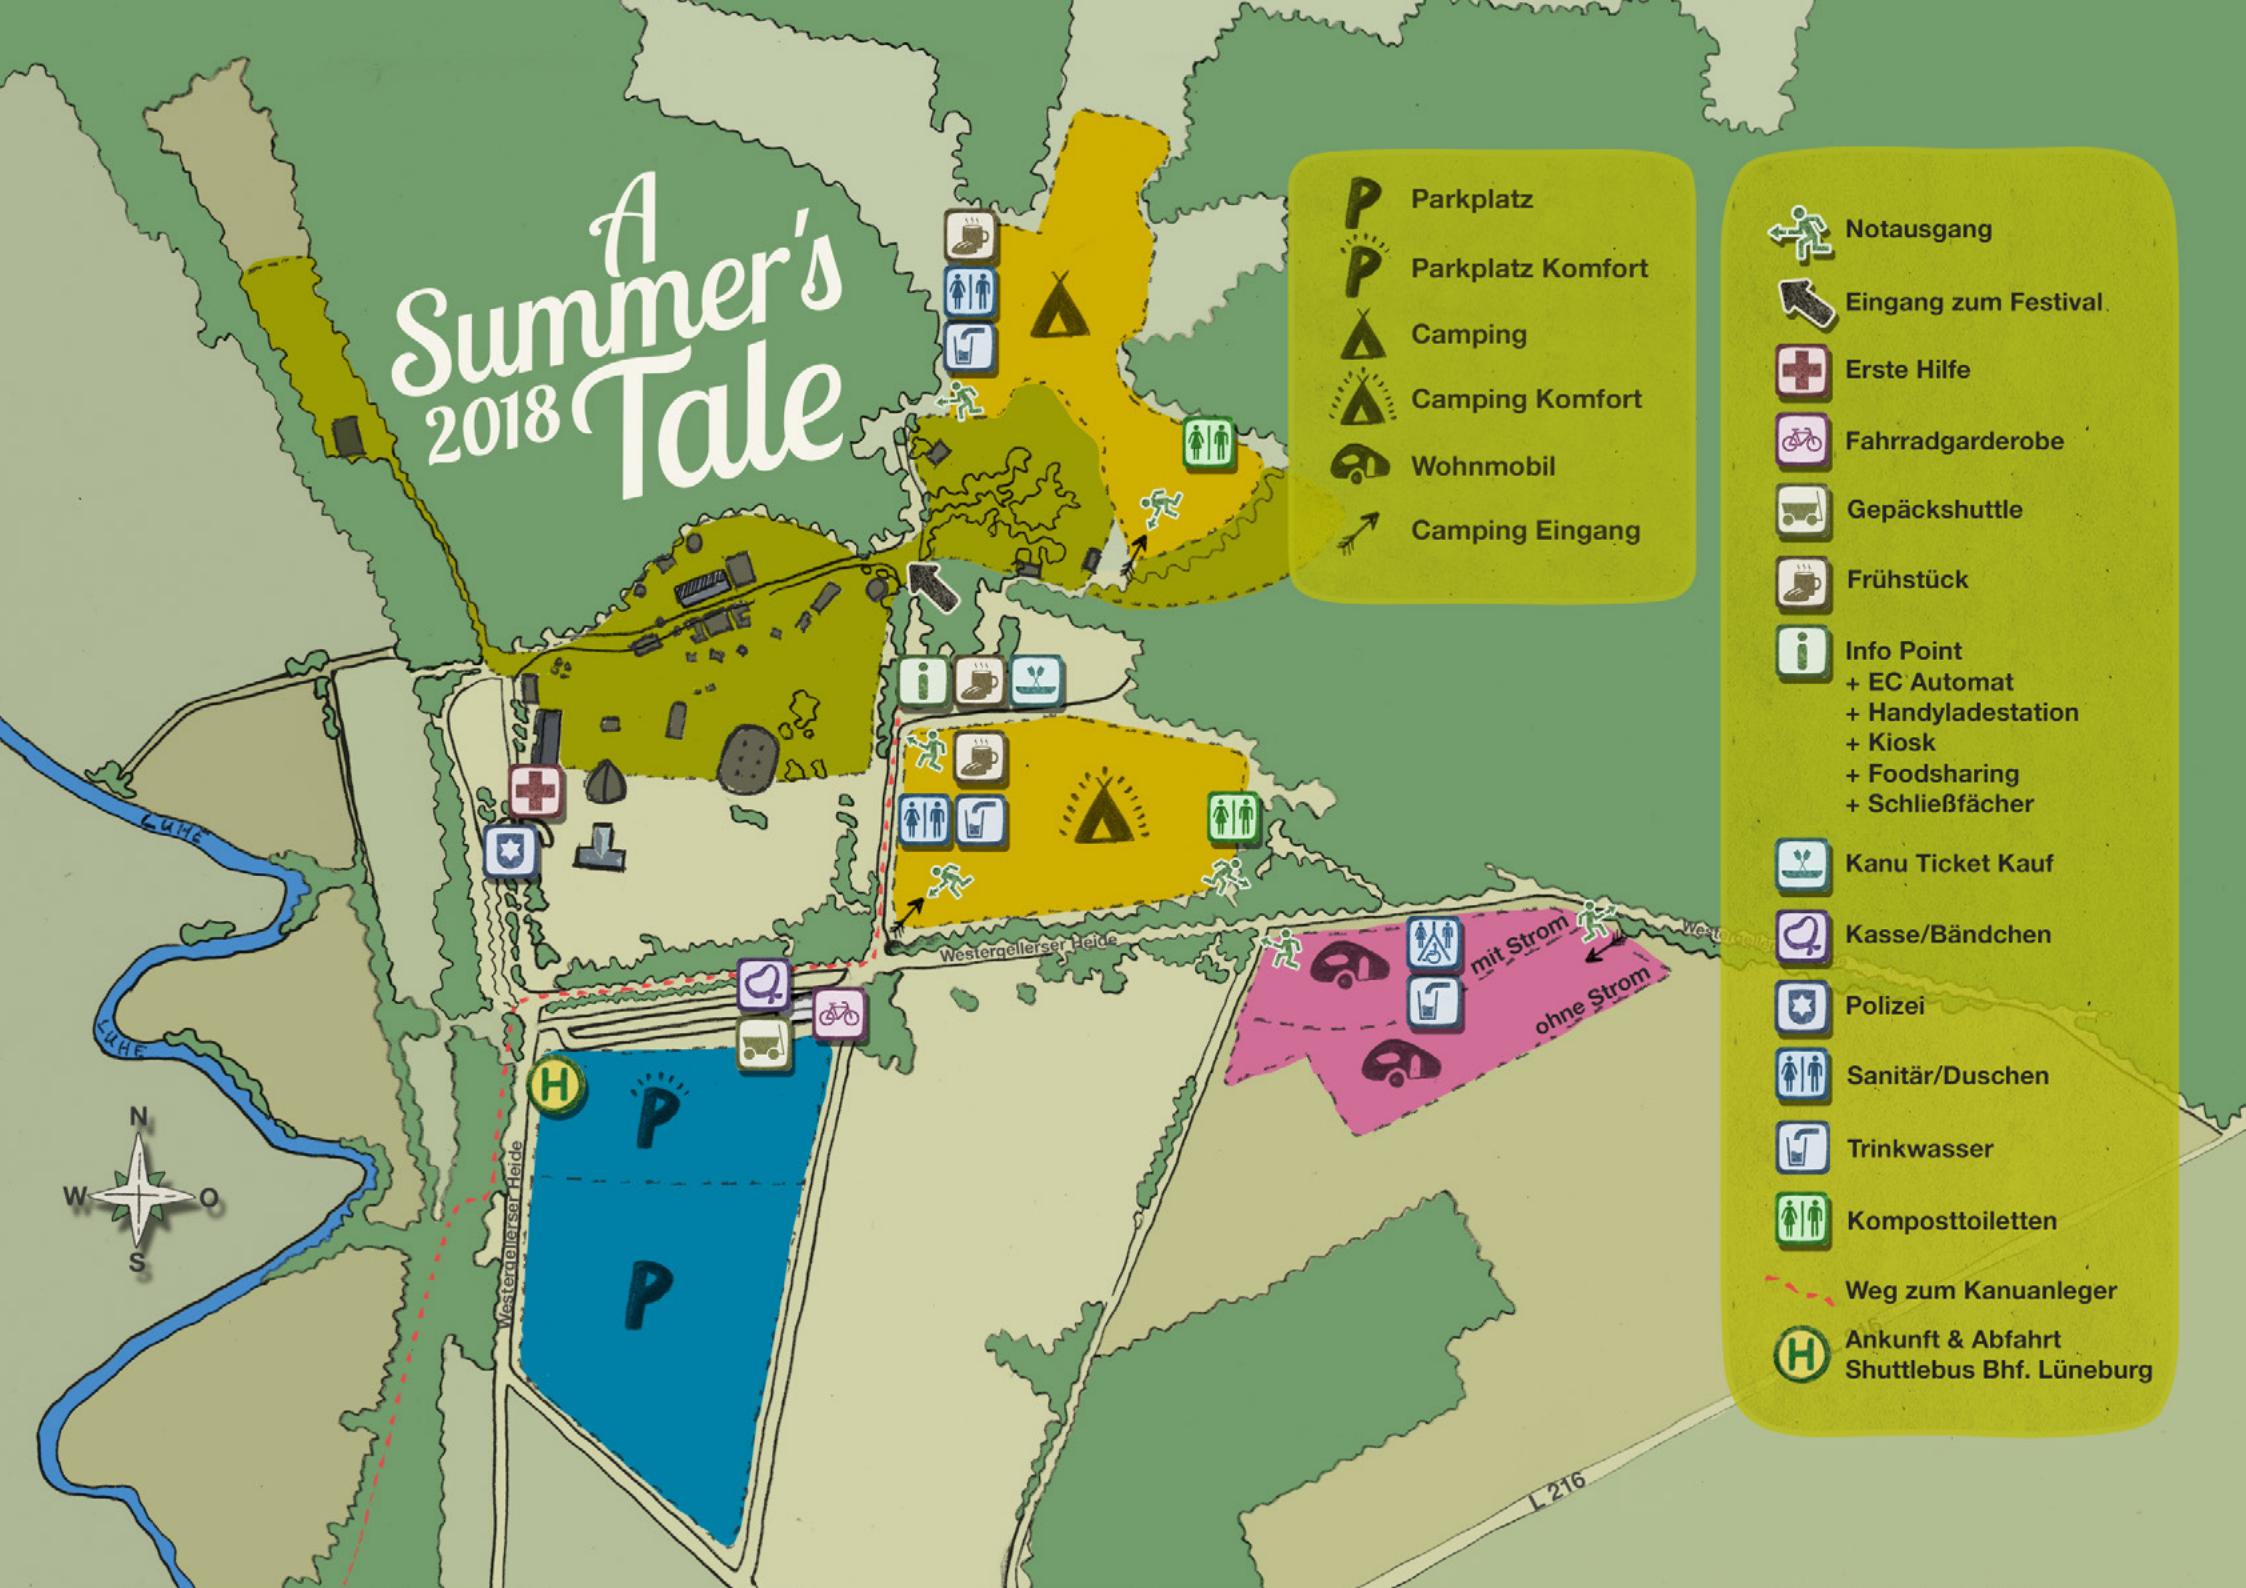 A
Summer's
2018 Tale
Parkplatz
Parkplatz Komfort
Camping
Camping Komfort
Wohnmobil
Camping Eingang
Notausgang
Eingang zum Festival
Erste Hilfe
Fahrradgarderobe
Gepäckshuttle
Frühstück
Info Point
+ EC Automat
+ Handyladestation
+ Kiosk
+ Foodsharing
+ Schließfächer
Kanu Ticket Kauf
Kasse/Bändchen
Polizei
Sanitär/Duschen
Trinkwasser
Komposttoiletten
Weg zum Kanuanleger
H
Ankunft & Abfahrt
Shuttlebus Bhf. Lüneburg
LUHE
LUHE
Westergellerser Heide
mit Strom
ohne Strom
H
P
P
Westergellerser Heide
N
W O
S
L 216